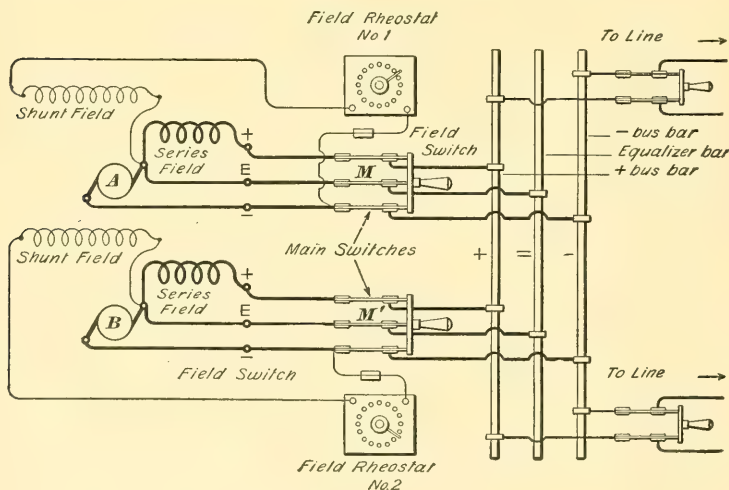 Field Rheostat
No 1
To Line
Shunt Field
+
Series
Field
A
E
–
M
Field
Switch
– bus bar
Equalizer bar
+ bus bar
Main Switches
+ = -
Shunt Field
+
Series
Field
B
E
–
M'
Field Switch
To Line
Field Rheostat
No.2